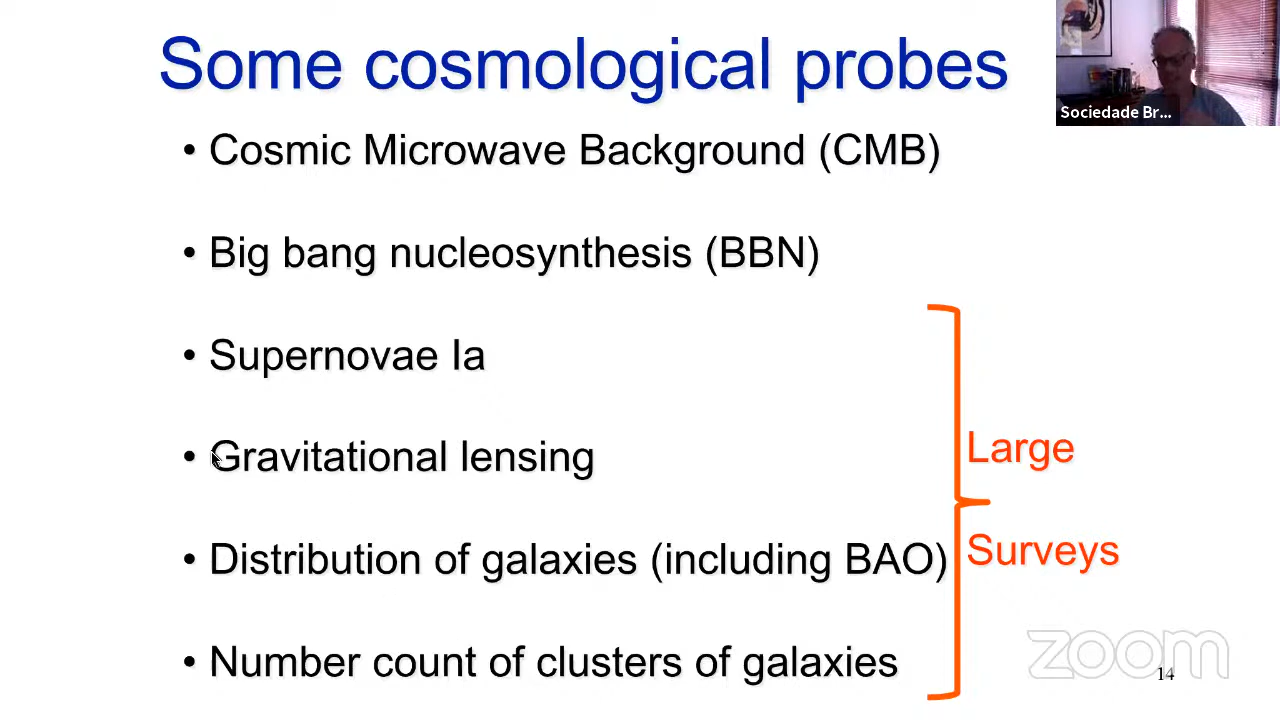 Some cosmological probes
Sociedade Br...
• Cosmic Microwave Background (CMB)
• Big bang nucleosynthesis (BBN)
• Supernovae Ia
• Gravitational lensing
Large
• Distribution of galaxies (including BAO)
Surveys
• Number count of clusters of galaxies
zoom
14